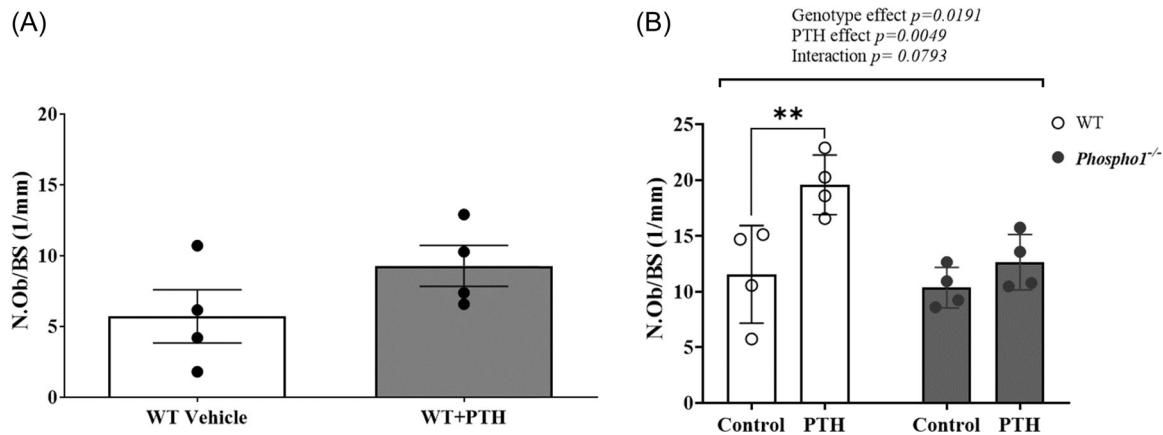 (A)
N.Ob/BS (1/mm)
20
15
10
5
0
WT Vehicle
WT+PTH
(B)
Genotype effect p=0.0191
PTH effect p=0.0049
Interaction p= 0.0793
**
WT
Phospho1-/-
N.Ob/BS (1/mm)
25
20
15
10
5
0
Control
PTH
Control
PTH